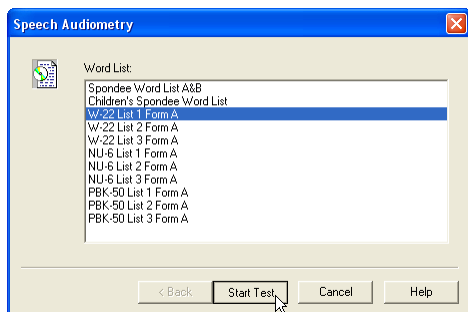 Speech Audiometry
Word List:
Spondee Word List A&B
Children's Spondee Word List
W-22 List 1 Form A
W-22 List 2 Form A
W-22 List 3 Form A
NU-6 List 1 Form A
NU-6 List 2 Form A
NU-6 List 3 Form A
PBK-50 List 1 Form A
PBK-50 List 2 Form A
PBK-50 List 3 Form A
< Back Start Test Cancel Help